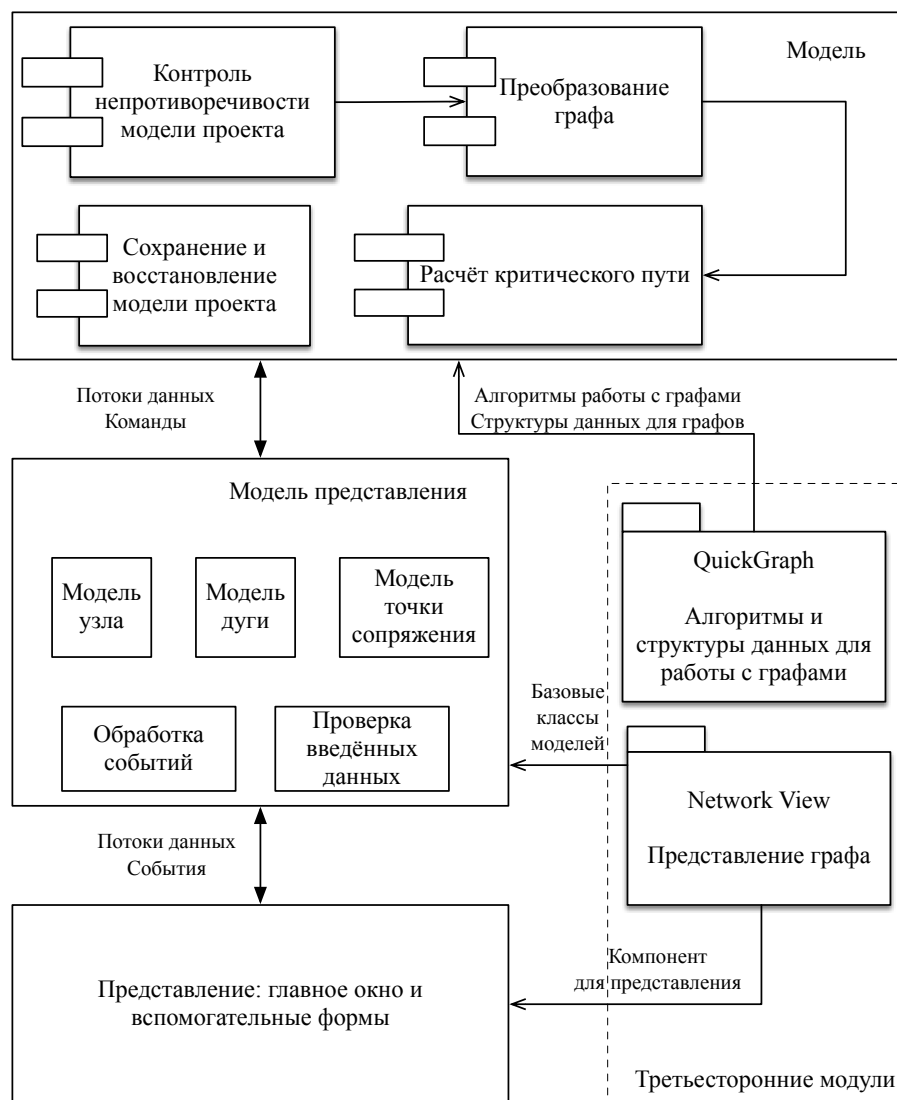 Модель
Контроль
непротиворечивости
модели проекта
Преобразование
графа
Сохранение и
восстановление
модели проекта
Расчёт критического пути
Потоки данных
Команды
Алгоритмы работы с графами
Структуры данных для графов
Модель представления
Модель
узла
Модель
дуги
Модель
точки
сопряжения
Обработка
событий
Проверка
введённых
данных
QuickGraph
Алгоритмы и
структуры данных для
работы с графами
Базовые
классы
моделей
Network View
Представление графа
Потоки данных
События
Компонент
для представления
Представление: главное окно и
вспомогательные формы
Третьесторонние модули